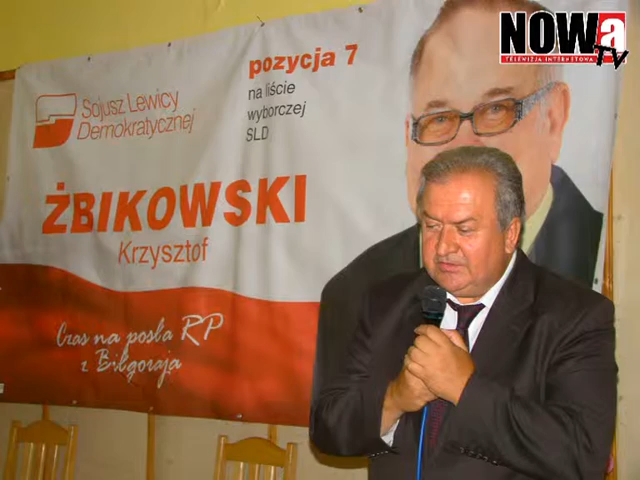 NOWa
TELEWIZJA INTERNETOWA
TV
pozycja 7
na liście
wyborczej
SLD
Sojusz Lewicy
Demokratycznej
ŻBIKOWSKI
Krzysztof
Czas na posła RP
z Biłgoraja